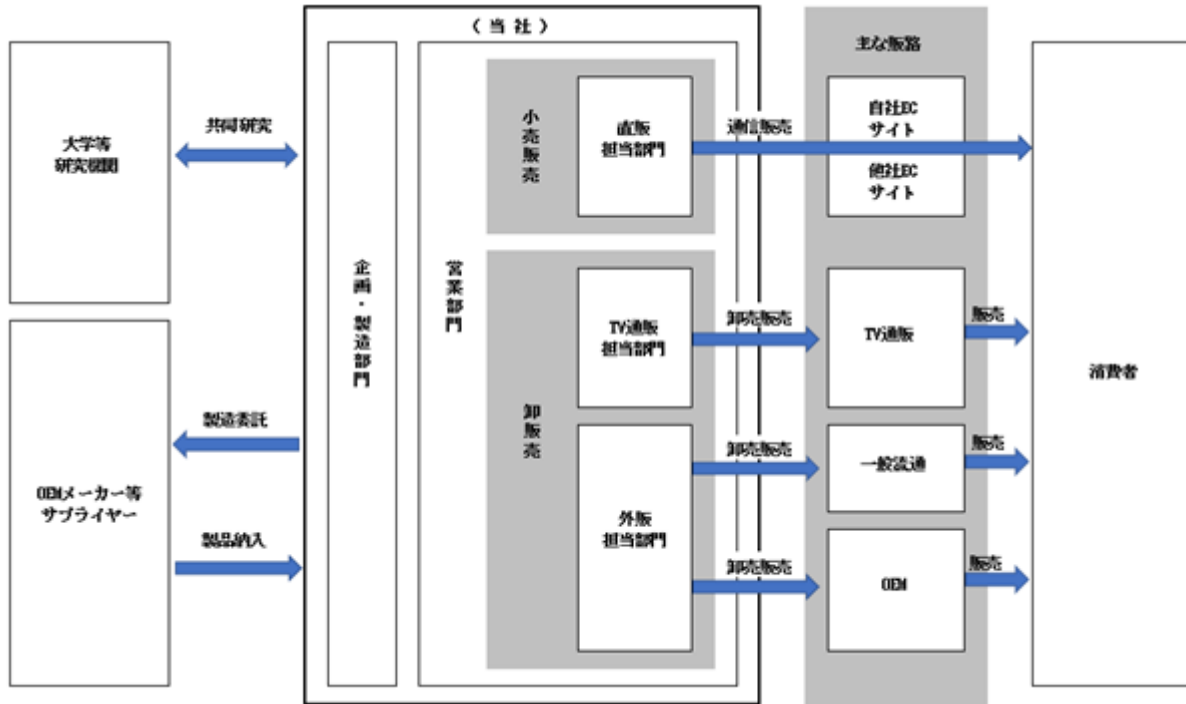 （当社）
主な販路
大学等
研究機関
共同研究
企画・製造部門
営業部門
小売販売
直販
担当部門
通信販売
自社EC
サイト
他社EC
サイト
卸販売
TV通販
担当部門
卸売販売
TV通販
販売
消費者
製造委託
OEMメーカー等
サプライヤー
製品納入
外販
担当部門
卸売販売
一般流通
販売
卸売販売
OEM
販売